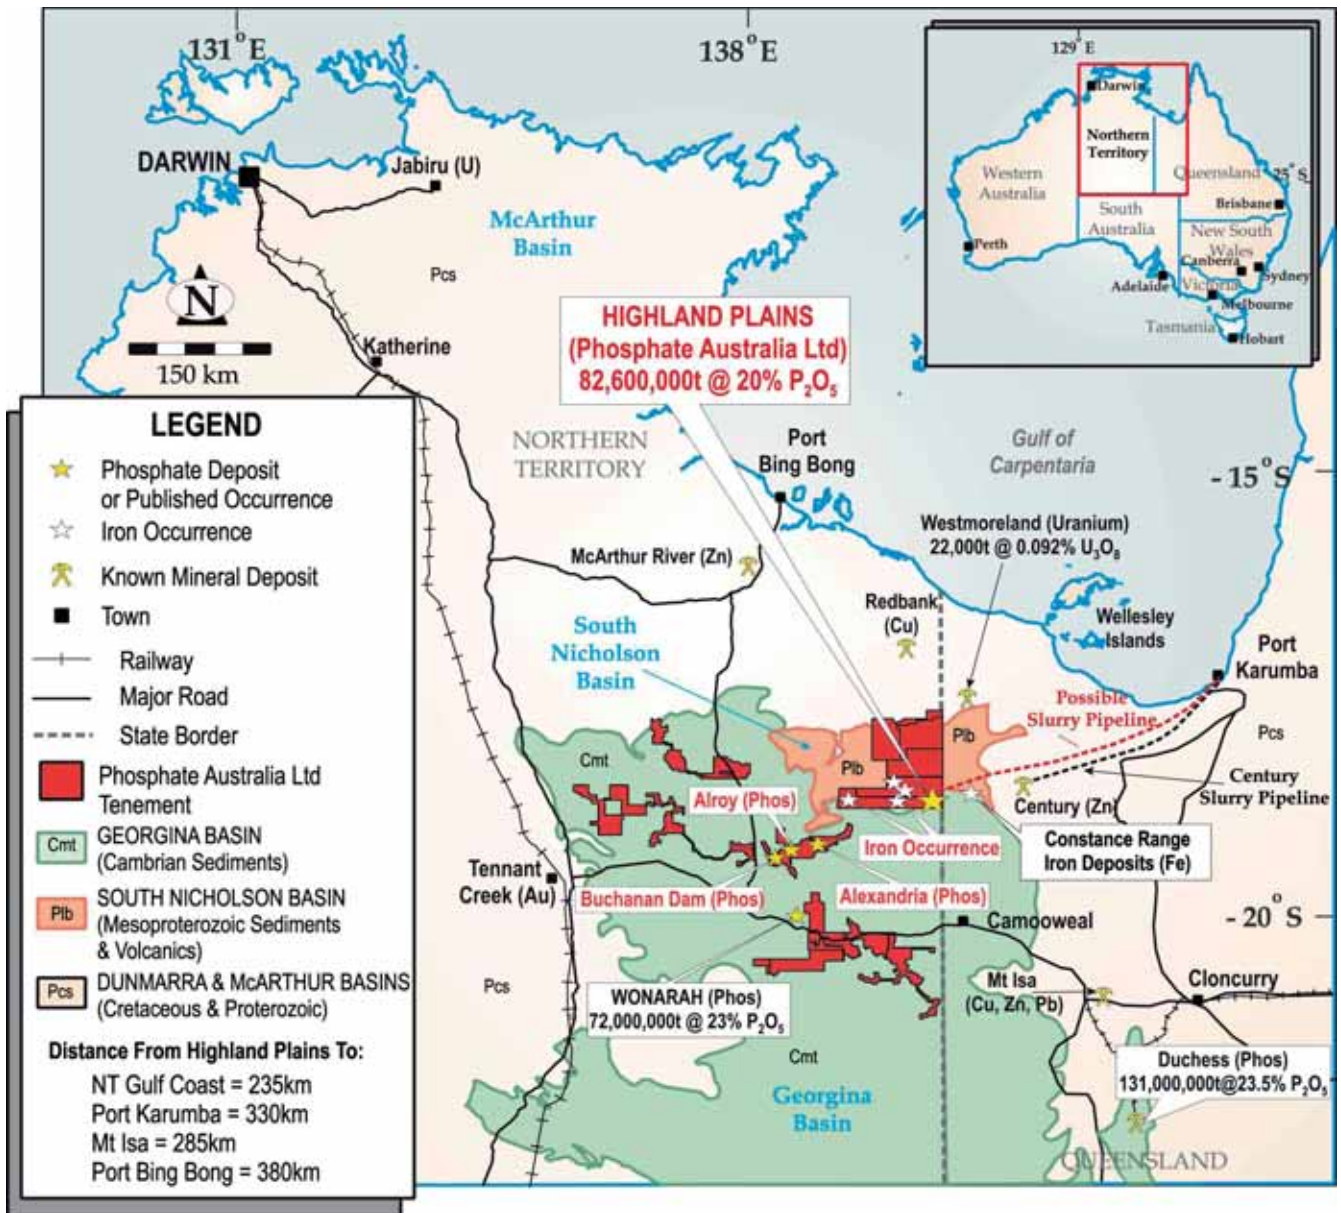 131°E
138°E
129°E
Darwin
Northern
Territory
Western
Australia
Queensland
25°S
Brisbane
South
Australia
New South
Wales
Perth
Canberra
Sydney
Adelaide
Victoria
Melbourne
Tasmania
Hobart
DARWIN
Jabiru (U)
McArthur
Basin
Pcs
N
150 km
Katherine
HIGHLAND PLAINS
(Phosphate Australia Ltd)
82,600,000t @ 20% P₂O₅
NORTHERN
TERRITORY
Port
Bing Bong
Gulf of
Carpentaria
- 15°S
Westmoreland (Uranium)
22,000t @ 0.092% U₃O₈
McArthur River (Zn)
Redbank
(Cu)
Wellesley
Islands
Port
Karumba
South
Nicholson
Basin
Possible
Slurry Pipeline
Plb
Plb
Pcs
Cmt
Century
Slurry Pipeline
Century (Zn)
Alroy (Phos)
Iron Occurrence
Constance Range
Iron Deposits (Fe)
Tennant
Creek (Au)
Buchanan Dam (Phos)
Alexandria (Phos)
- 20°S
Camooweal
Mt Isa
(Cu, Zn, Pb)
Cloncurry
Pcs
WONARAH (Phos)
72,000,000t @ 23% P₂O₅
Cmt
Duchess (Phos)
131,000,000t@23.5% P₂O₅
Georgina
Basin
QUEENSLAND
LEGEND
Phosphate Deposit
or Published Occurrence
Iron Occurrence
Known Mineral Deposit
Town
Railway
Major Road
State Border
Phosphate Australia Ltd
Tenement
Cmt
GEORGINA BASIN
(Cambrian Sediments)
Plb
SOUTH NICHOLSON BASIN
(Mesoproterozoic Sediments
& Volcanics)
Pcs
DUNMARRA & McARTHUR BASINS
(Cretaceous & Proterozoic)
Distance From Highland Plains To:
NT Gulf Coast = 235km
Port Karumba = 330km
Mt Isa = 285km
Port Bing Bong = 380km